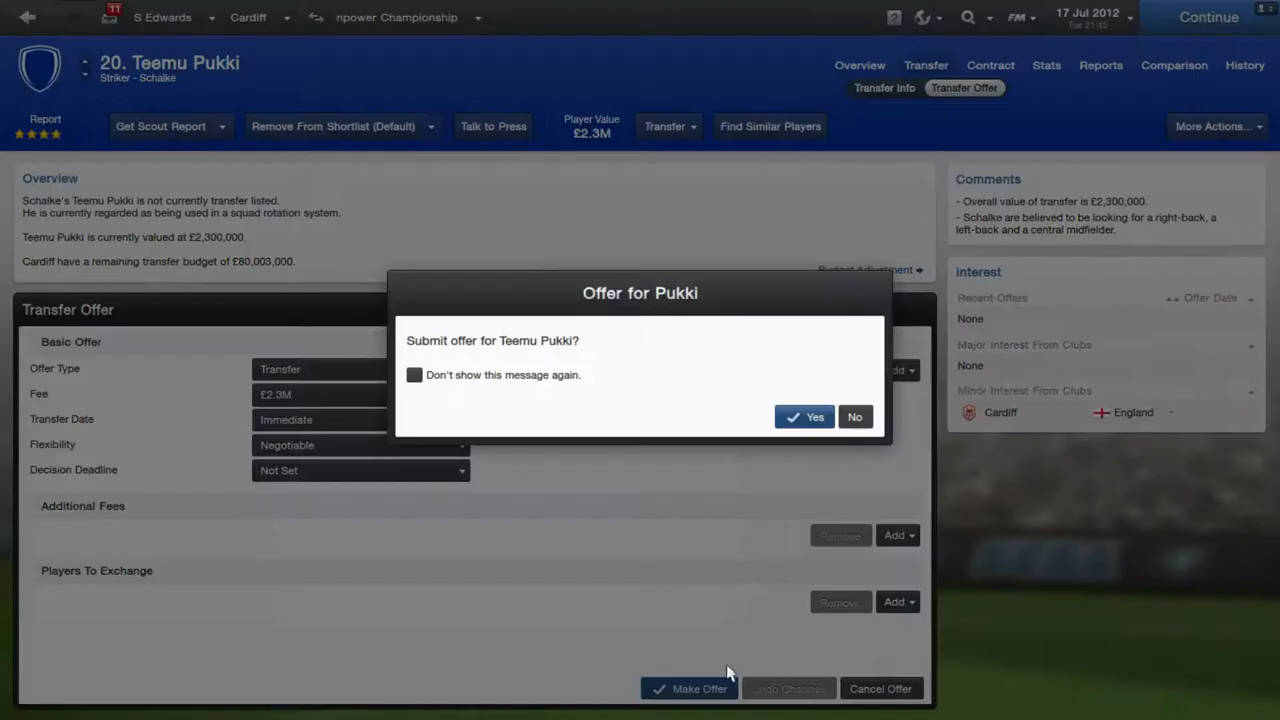 11 S Edwards Cardiff npower Championship
17 Jul 2012
Tue 21:45
FM
Continue
2
20. Teemu Pukki
Striker - Schalke
Overview Transfer Contract Stats Reports Comparison History
Transfer Info Transfer Offer
Report
Get Scout Report Remove From Shortlist (Default) Talk to Press
Player Value
£2.3M
Transfer Find Similar Players More Actions...
Overview
Schalke's Teemu Pukki is not currently transfer listed.
He is currently regarded as being used in a squad rotation system.
Teemu Pukki is currently valued at £2,300,000.
Cardiff have a remaining transfer budget of £80,003,000.
Budget Adjustment
Comments
- Overall value of transfer is £2,300,000.
- Schalke are believed to be looking for a right-back, a
left-back and a central midfielder.
Interest
Recent Offers Offer Date
None
Major Interest From Clubs
None
Minor Interest From Clubs
Cardiff England -
Transfer Offer
Basic Offer
Offer Type Transfer
Fee £2.3M
Transfer Date Immediate
Flexibility Negotiable
Decision Deadline Not Set
Additional Fees
Remove Add
Players To Exchange
Remove Add
Make Offer Undo Changes Cancel Offer
Offer for Pukki
Submit offer for Teemu Pukki?
Don't show this message again.
Yes No